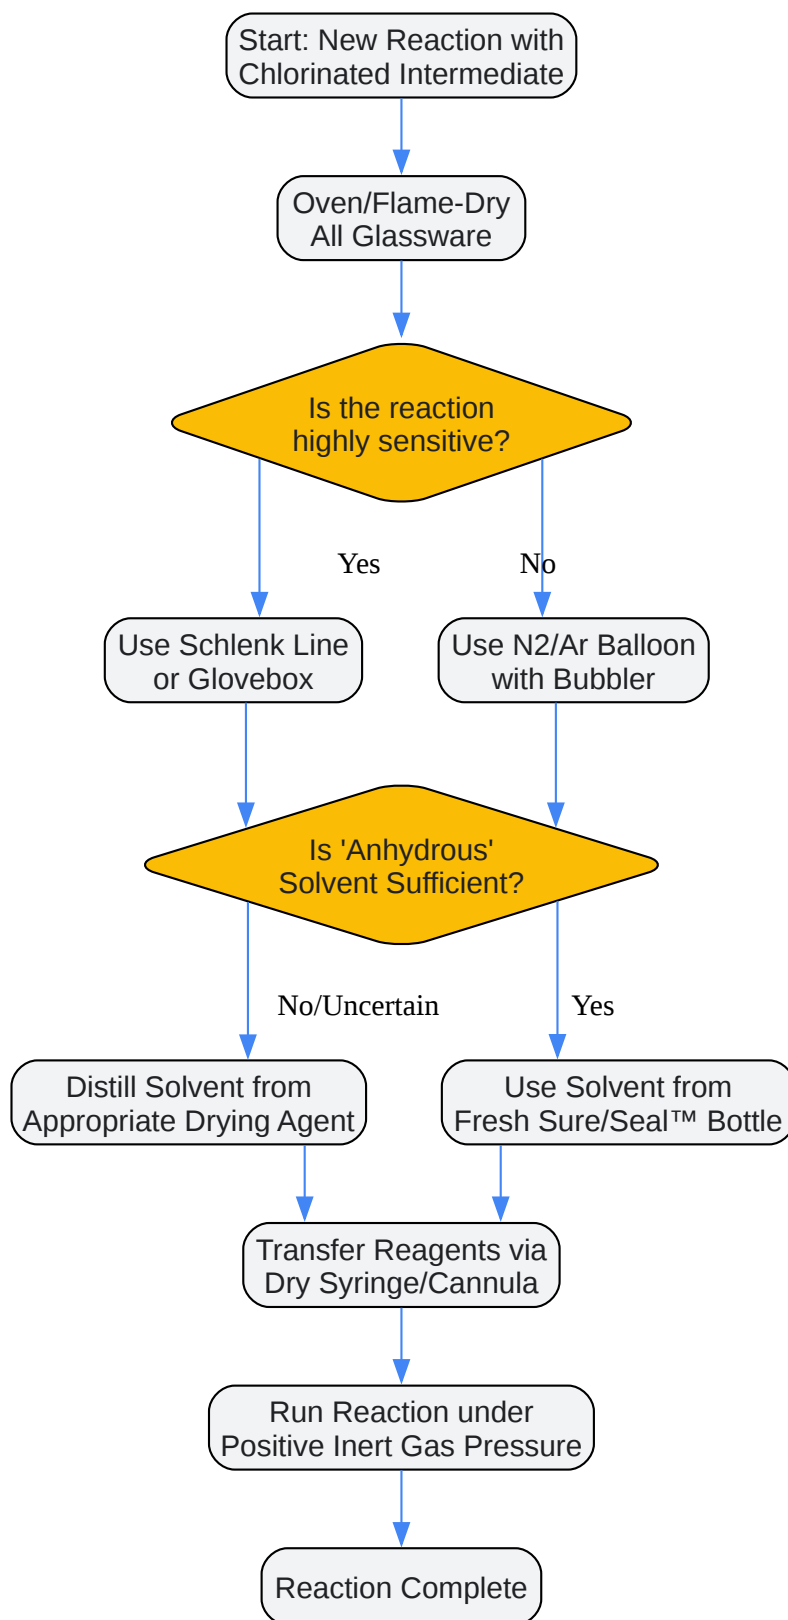 Start: New Reaction with
Chlorinated Intermediate
Oven/Flame-Dry
All Glassware
Is the reaction
highly sensitive?
Yes
No
Use Schlenk Line
or Glovebox
Use N2/Ar Balloon
with Bubbler
Is 'Anhydrous'
Solvent Sufficient?
No/Uncertain
Yes
Distill Solvent from
Appropriate Drying Agent
Use Solvent from
Fresh Sure/Seal™ Bottle
Transfer Reagents via
Dry Syringe/Cannula
Run Reaction under
Positive Inert Gas Pressure
Reaction Complete